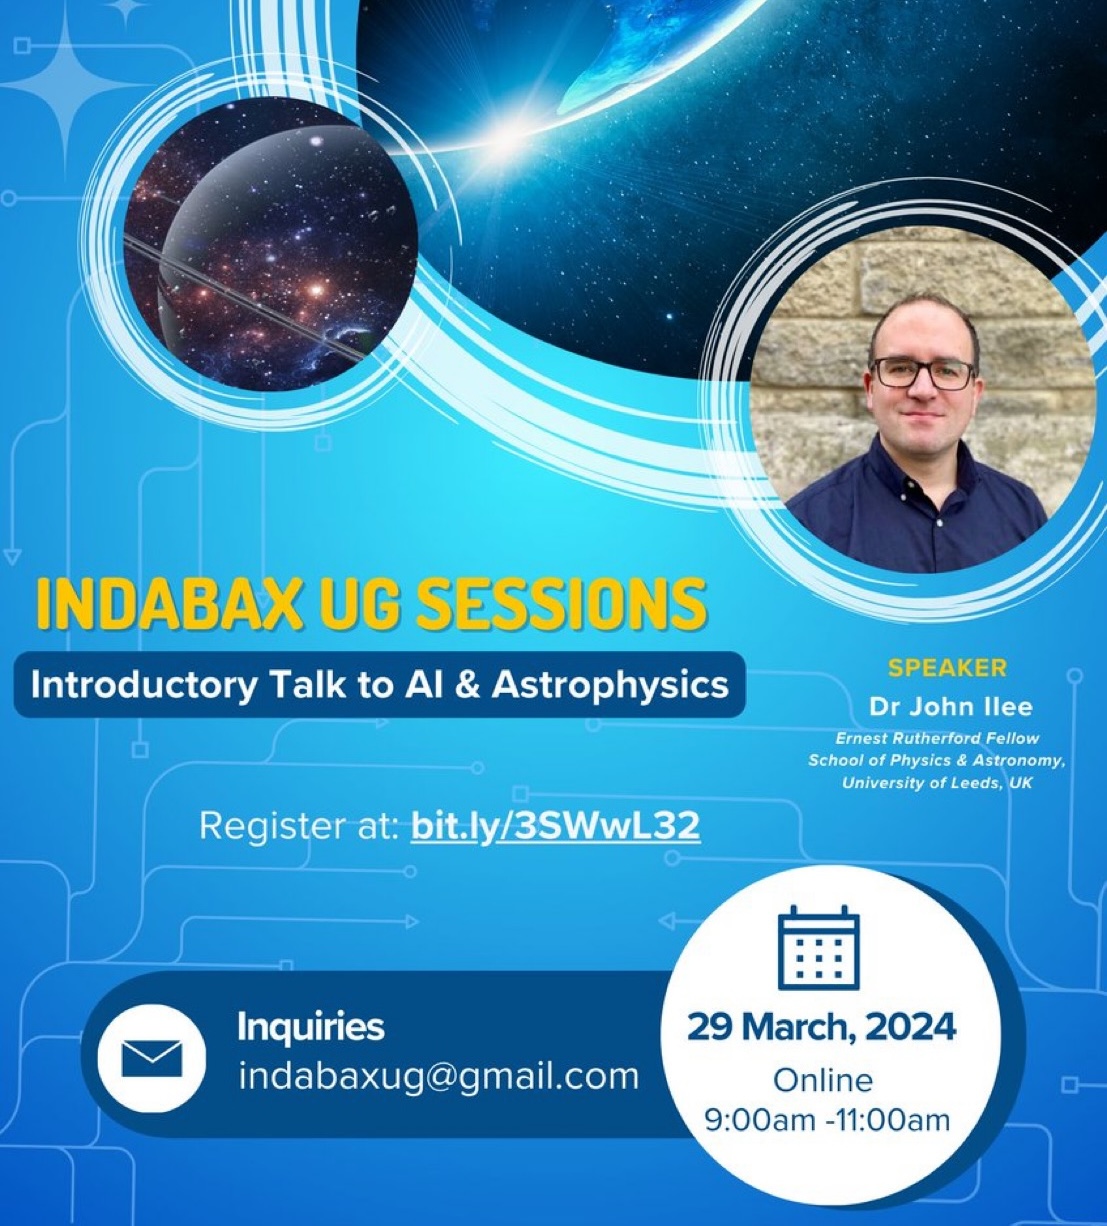 INDABAX UG SESSIONS
Introductory Talk to AI & Astrophysics
SPEAKER
Dr John Ilee
Ernest Rutherford Fellow
School of Physics & Astronomy,
University of Leeds, UK
Register at: bit.ly/3SWwL32
Inquiries
indabaxug@gmail.com
29 March, 2024
Online
9:00am -11:00am